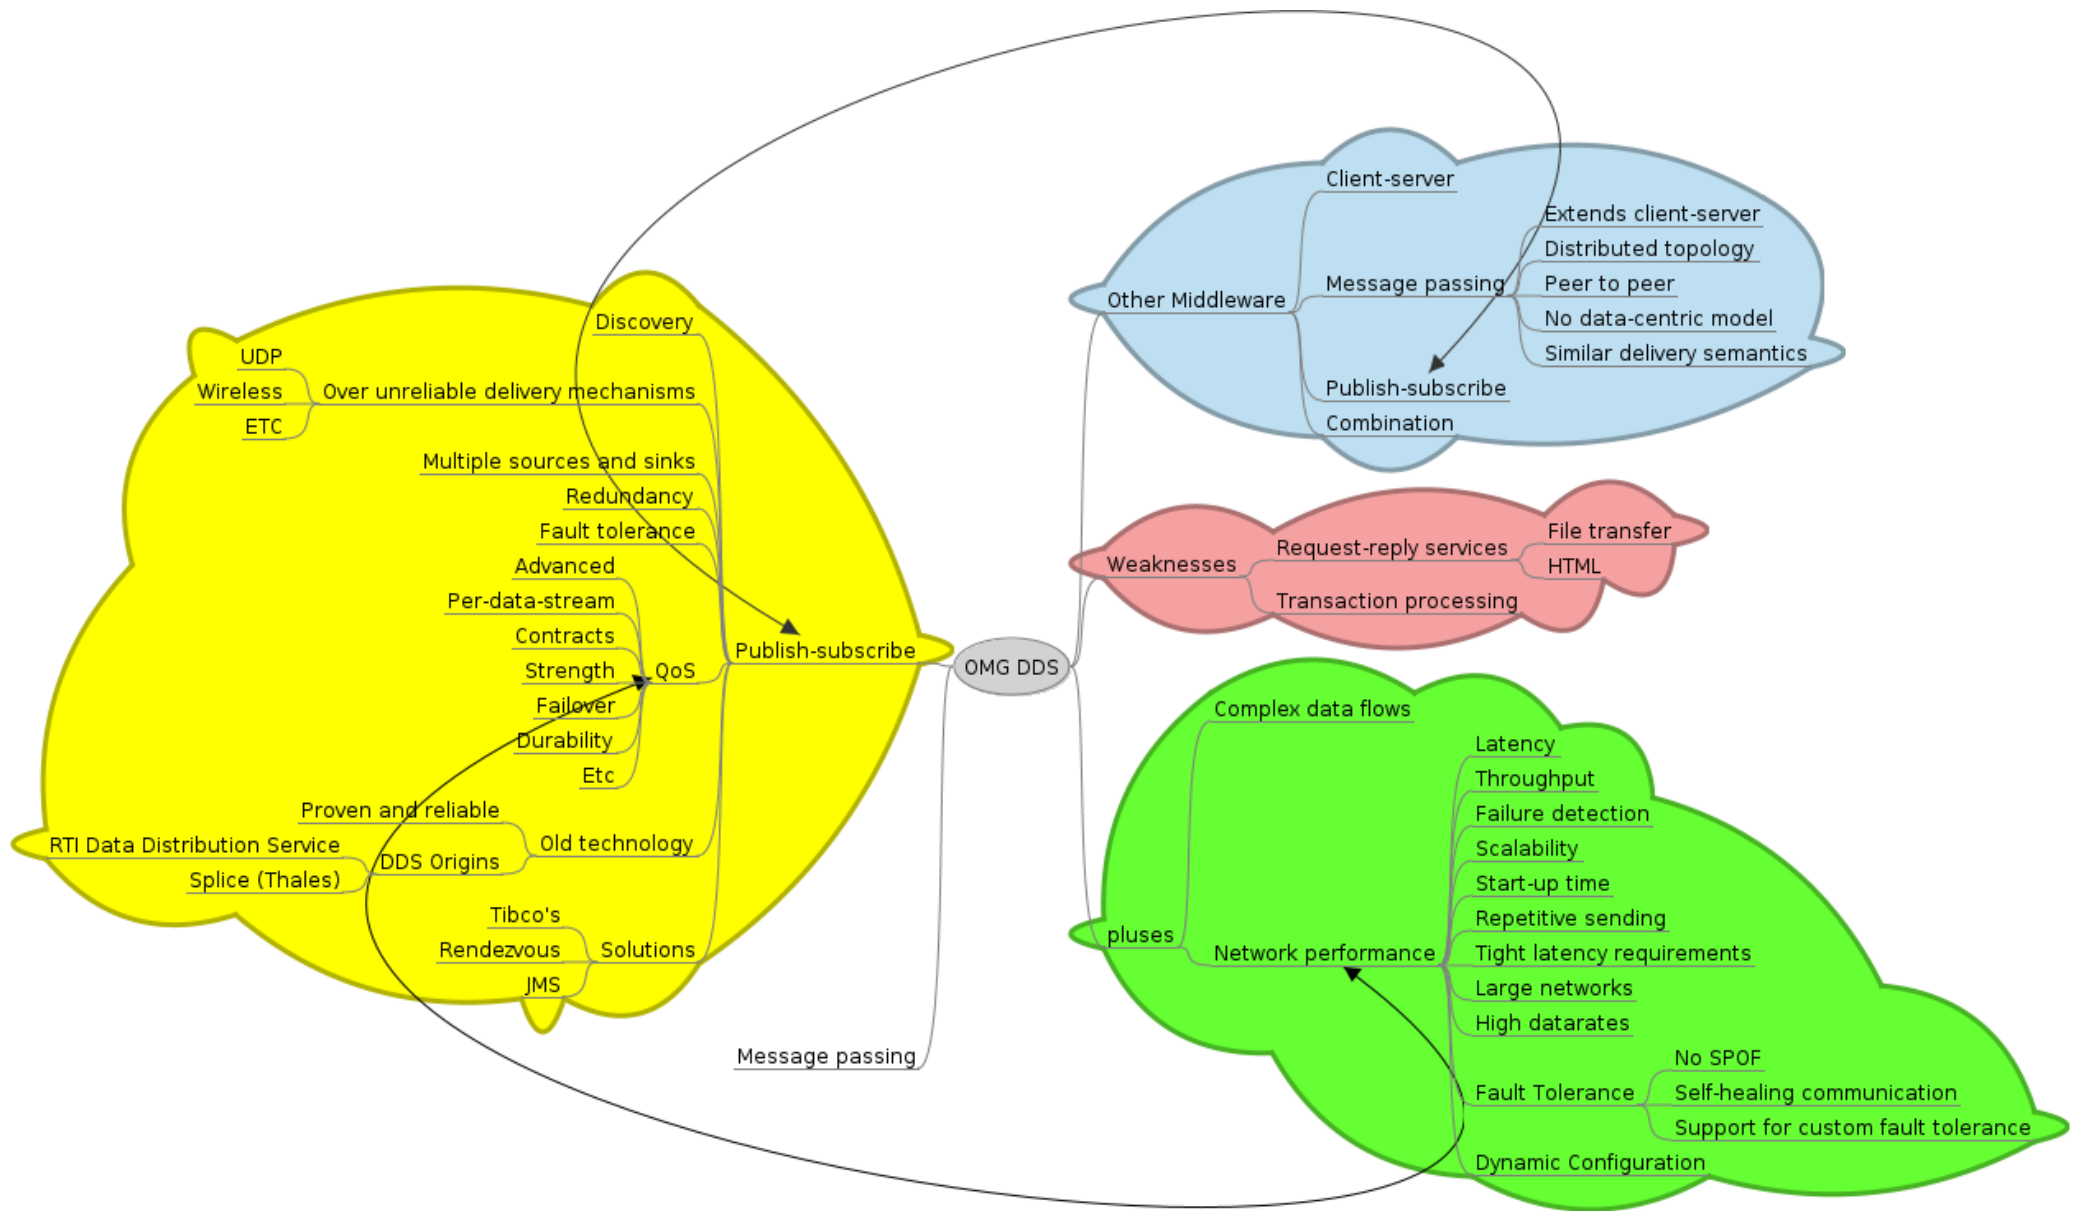 Discovery
UDP
Wireless
ETC
Over unreliable delivery mechanisms
Multiple sources and sinks
Redundancy
Fault tolerance
Advanced
Per-data-stream
Contracts
Strength
Failover
Durability
Etc
QoS
Proven and reliable
RTI Data Distribution Service
Splice (Thales)
DDS Origins
Old technology
Tibco's
Rendezvous
JMS
Solutions
Publish-subscribe
Message passing
OMG DDS
Other Middleware
Client-server
Message passing
Extends client-server
Distributed topology
Peer to peer
No data-centric model
Similar delivery semantics
Publish-subscribe
Combination
Weaknesses
Request-reply services
File transfer
HTML
Transaction processing
pluses
Complex data flows
Network performance
Latency
Throughput
Failure detection
Scalability
Start-up time
Repetitive sending
Tight latency requirements
Large networks
High datarates
Fault Tolerance
No SPOF
Self-healing communication
Support for custom fault tolerance
Dynamic Configuration